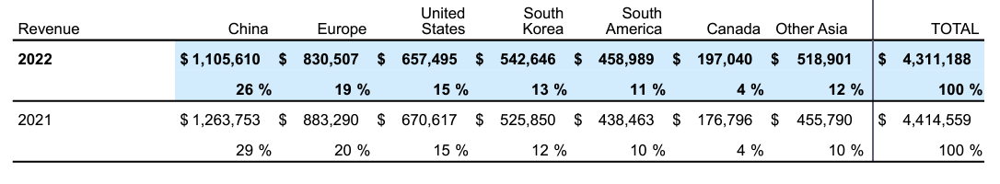 United South South
Revenue China Europe States Korea America Canada Other Asia TOTAL
2022 $ 1,105,610 $ 830,507 $ 657,495 $ 542,646 $ 458,989 $ 197,040 $ 518,901 $ 4,311,188
26 % 19 % 15 % 13 % 11 % 4 % 12 % 100 %
2021 $ 1,263,753 $ 883,290 $ 670,617 $ 525,850 $ 438,463 $ 176,796 $ 455,790 $ 4,414,559
29 % 20 % 15 % 12 % 10 % 4 % 10 % 100 %